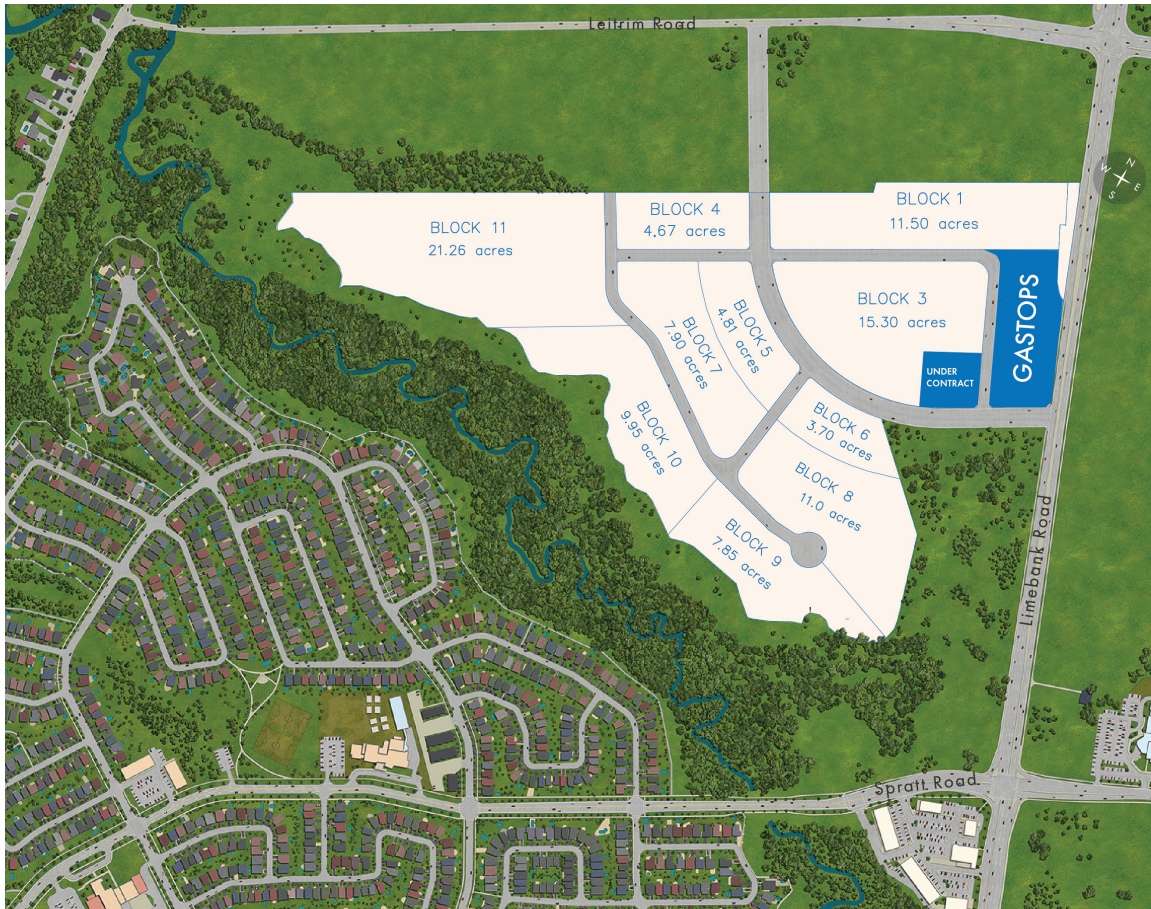 Leitrim Road
N
W
E
S
BLOCK 1
11.50 acres
BLOCK 4
4.67 acres
BLOCK 11
21.26 acres
BLOCK 3
15.30 acres
GASTOPS
UNDER
CONTRACT
BLOCK 5
4.81 acres
BLOCK 7
7.90 acres
BLOCK 6
3.70 acres
BLOCK 10
9.95 acres
BLOCK 8
11.0 acres
BLOCK 9
7.85 acres
Limebank Road
Spratt Road